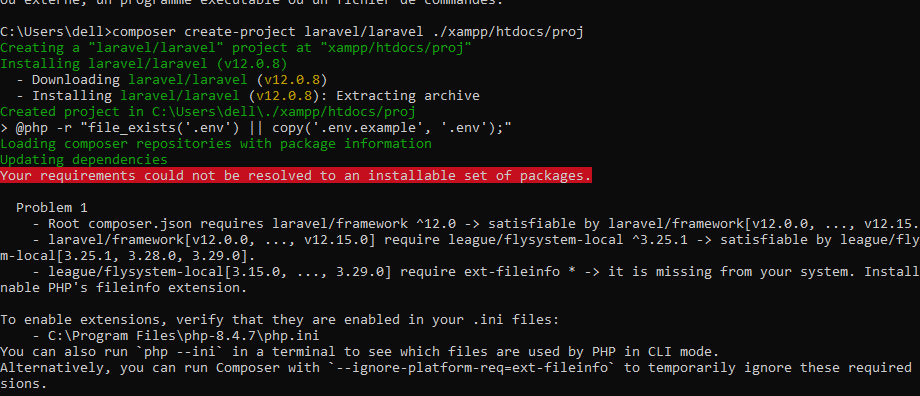 ou externe, un programme exécutable ou un fichier de commandes.
C:\Users\dell>composer create-project laravel/laravel ./xampp/htdocs/proj
Creating a "laravel/laravel" project at "xampp/htdocs/proj"
Installing laravel/laravel (v12.0.8)
  - Downloading laravel/laravel (v12.0.8)
  - Installing laravel/laravel (v12.0.8): Extracting archive
Created project in C:\Users\dell\./xampp/htdocs/proj
> @php -r "file_exists('.env') || copy('.env.example', '.env');"
Loading composer repositories with package information
Updating dependencies
Your requirements could not be resolved to an installable set of packages.
  Problem 1
    - Root composer.json requires laravel/framework ^12.0 -> satisfiable by laravel/framework[v12.0.0, ..., v12.15.
    - laravel/framework[v12.0.0, ..., v12.15.0] require league/flysystem-local ^3.25.1 -> satisfiable by league/fly
m-local[3.25.1, 3.28.0, 3.29.0].
    - league/flysystem-local[3.15.0, ..., 3.29.0] require ext-fileinfo * -> it is missing from your system. Install
nable PHP's fileinfo extension.
To enable extensions, verify that they are enabled in your .ini files:
    - C:\Program Files\php-8.4.7\php.ini
You can also run `php --ini` in a terminal to see which files are used by PHP in CLI mode.
Alternatively, you can run Composer with `--ignore-platform-req=ext-fileinfo` to temporarily ignore these required
sions.